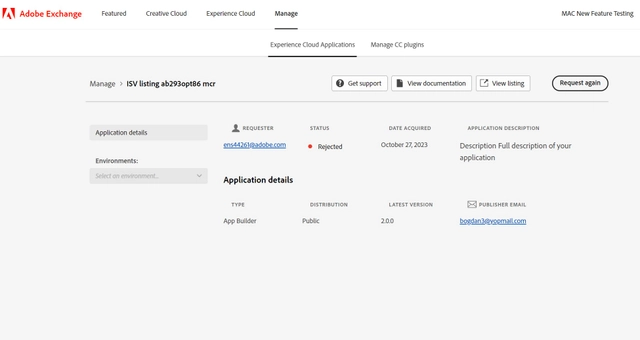 Adobe Exchange Featured Creative Cloud Experience Cloud Manage MAC New Feature Testing
Experience Cloud Applications Manage CC plugins
Manage > ISV listing ab293opt86 mcr Get support View documentation View listing Request again
Application details
Environments:
Select an environment...
REQUESTER STATUS DATE ACQUIRED APPLICATION DESCRIPTION
ens44261@adobe.com Rejected October 27, 2023 Description Full description of your
application
Application details
TYPE DISTRIBUTION LATEST VERSION PUBLISHER EMAIL
App Builder Public 2.0.0 bogdan3@yopmail.com